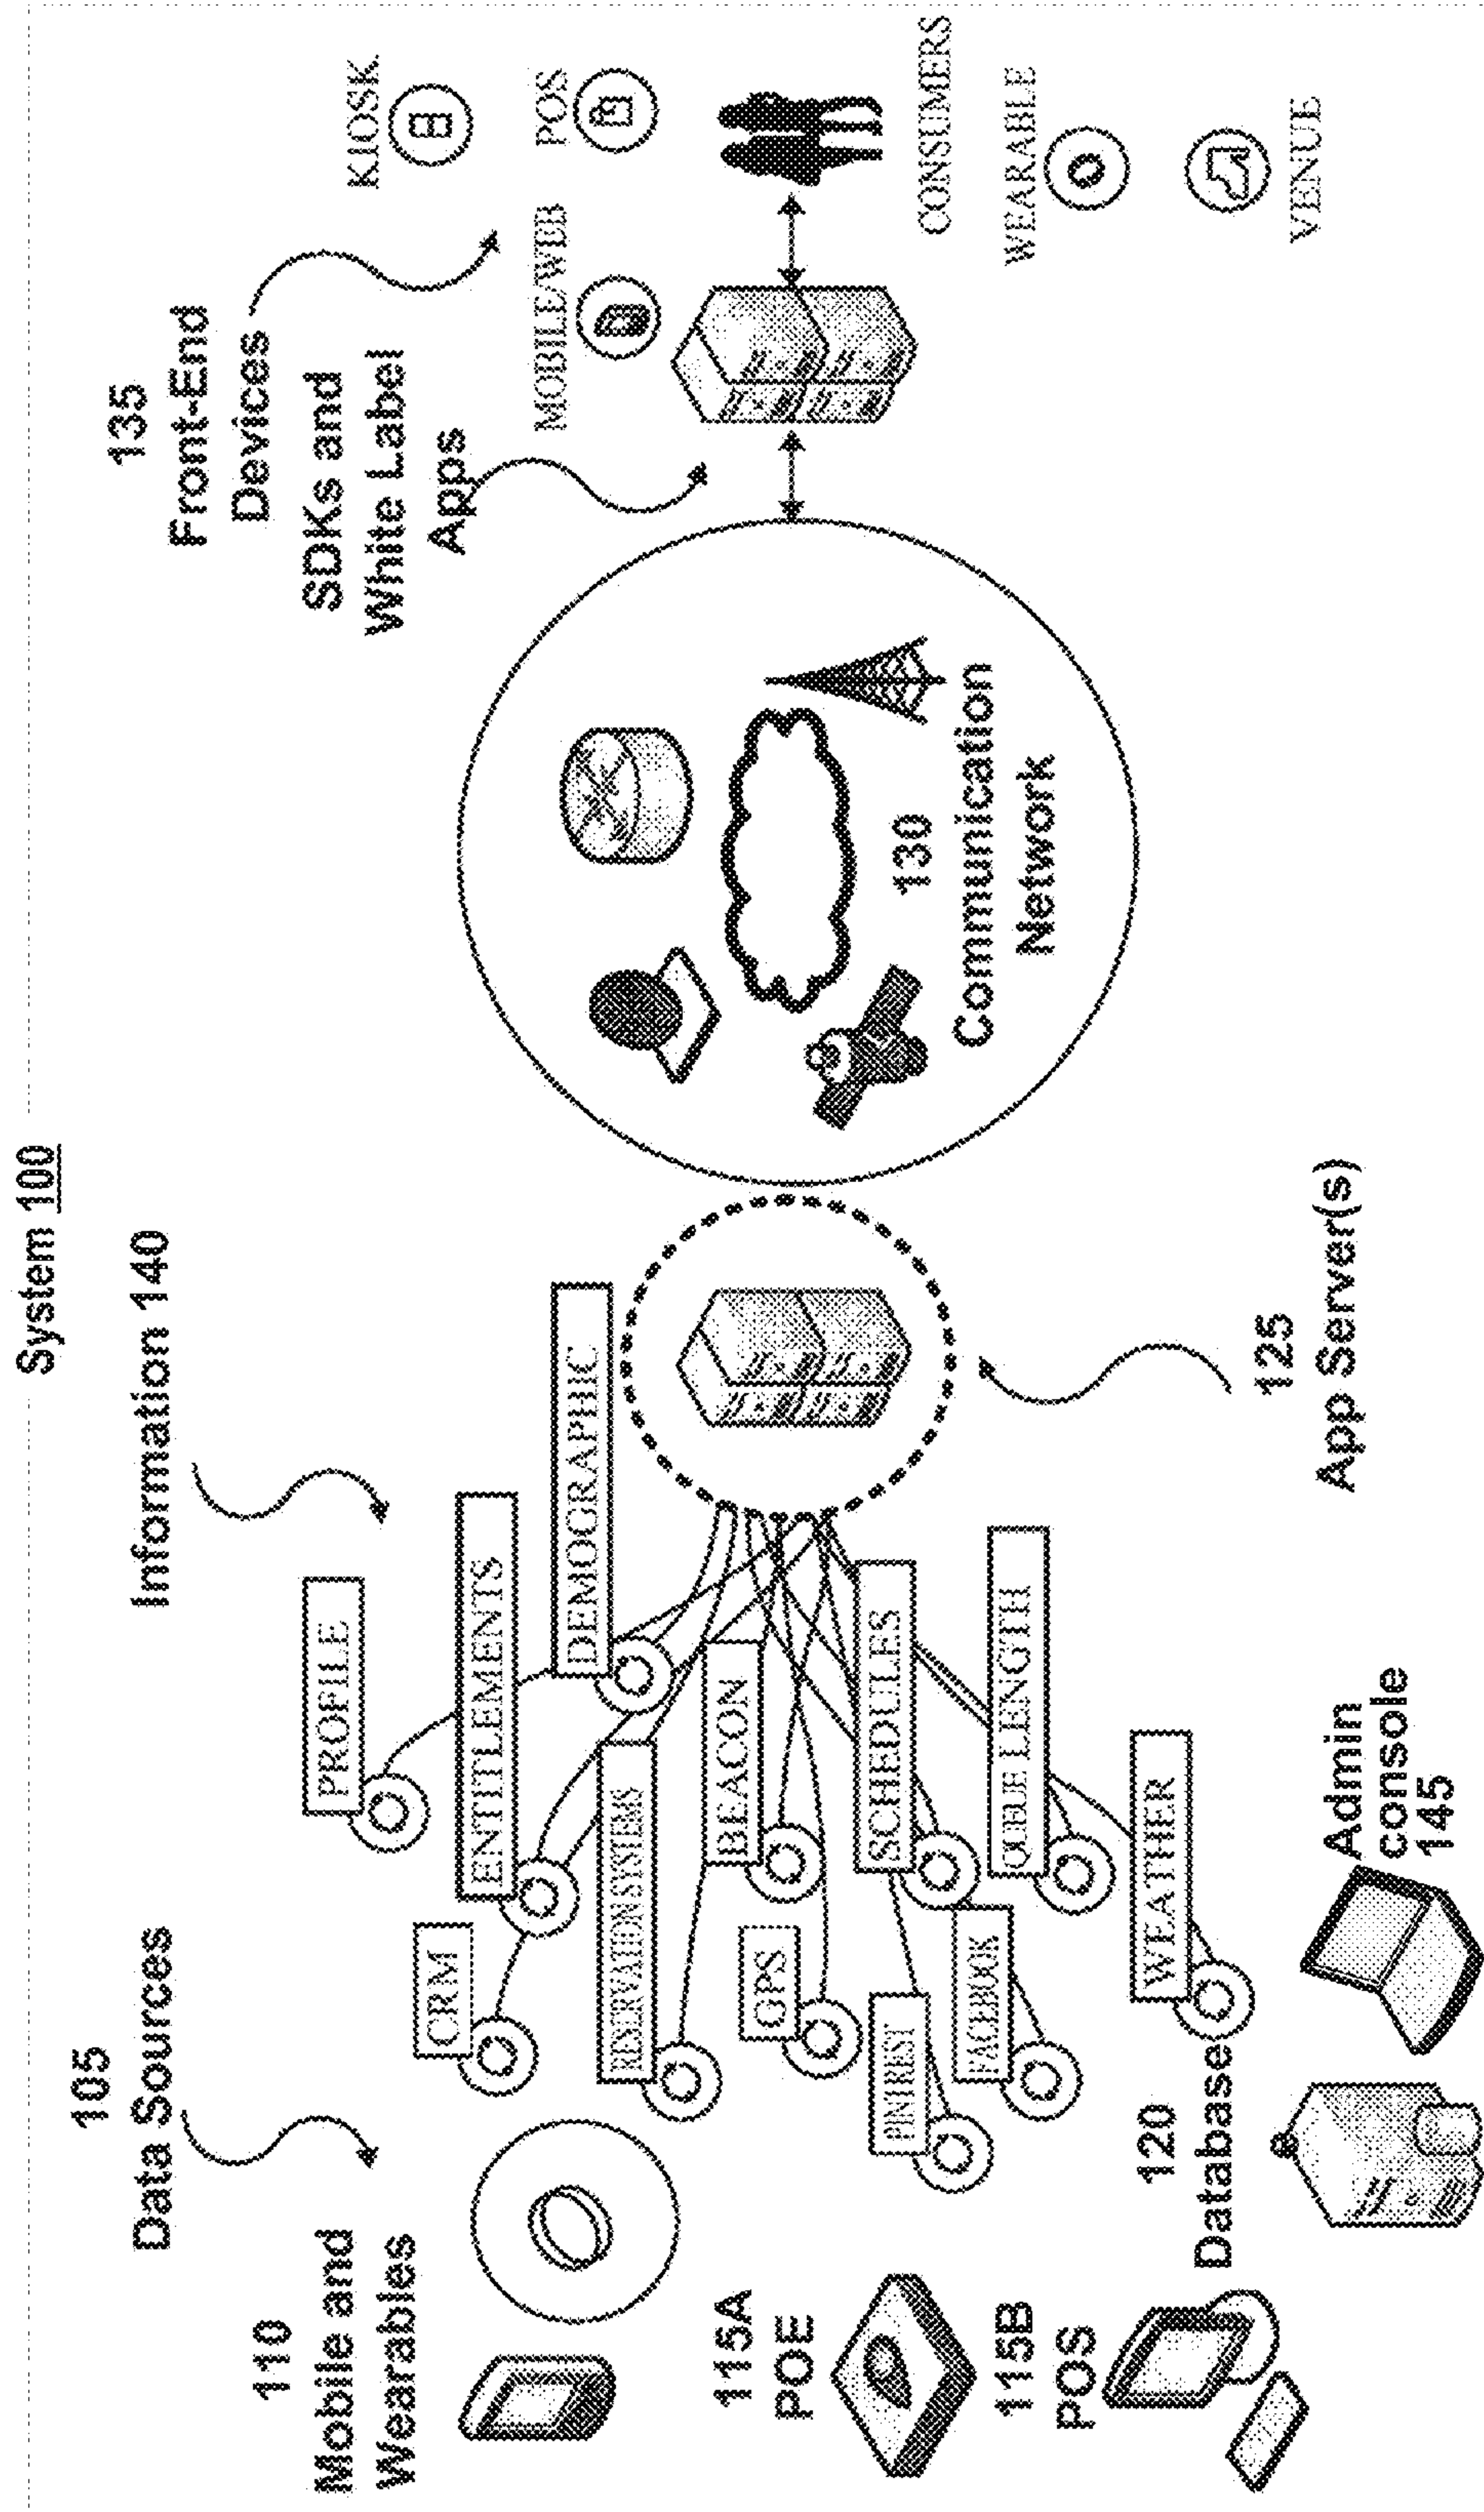 System 100
105
Data Sources
Information 140
135
Front-End
Devices
SDKs and
White Label
Apps
110
Mobile and
Wearables
115A
POE
115B
POS
120
Database
Admin
console
145
PROFILE
CRM
ENTITLEMENTS
DEMOGRAPHIC
RESERVATION SYSTEMS
BEACON
GPS
PINTREST
SCHEDULES
FACEBOOK
QUEUE LENGTH
WEATHER
125
App Server(s)
130
Communication
Network
KIOSK
MOBILE/WEB
POS
CONSUMERS
WEARABLE
VENUE